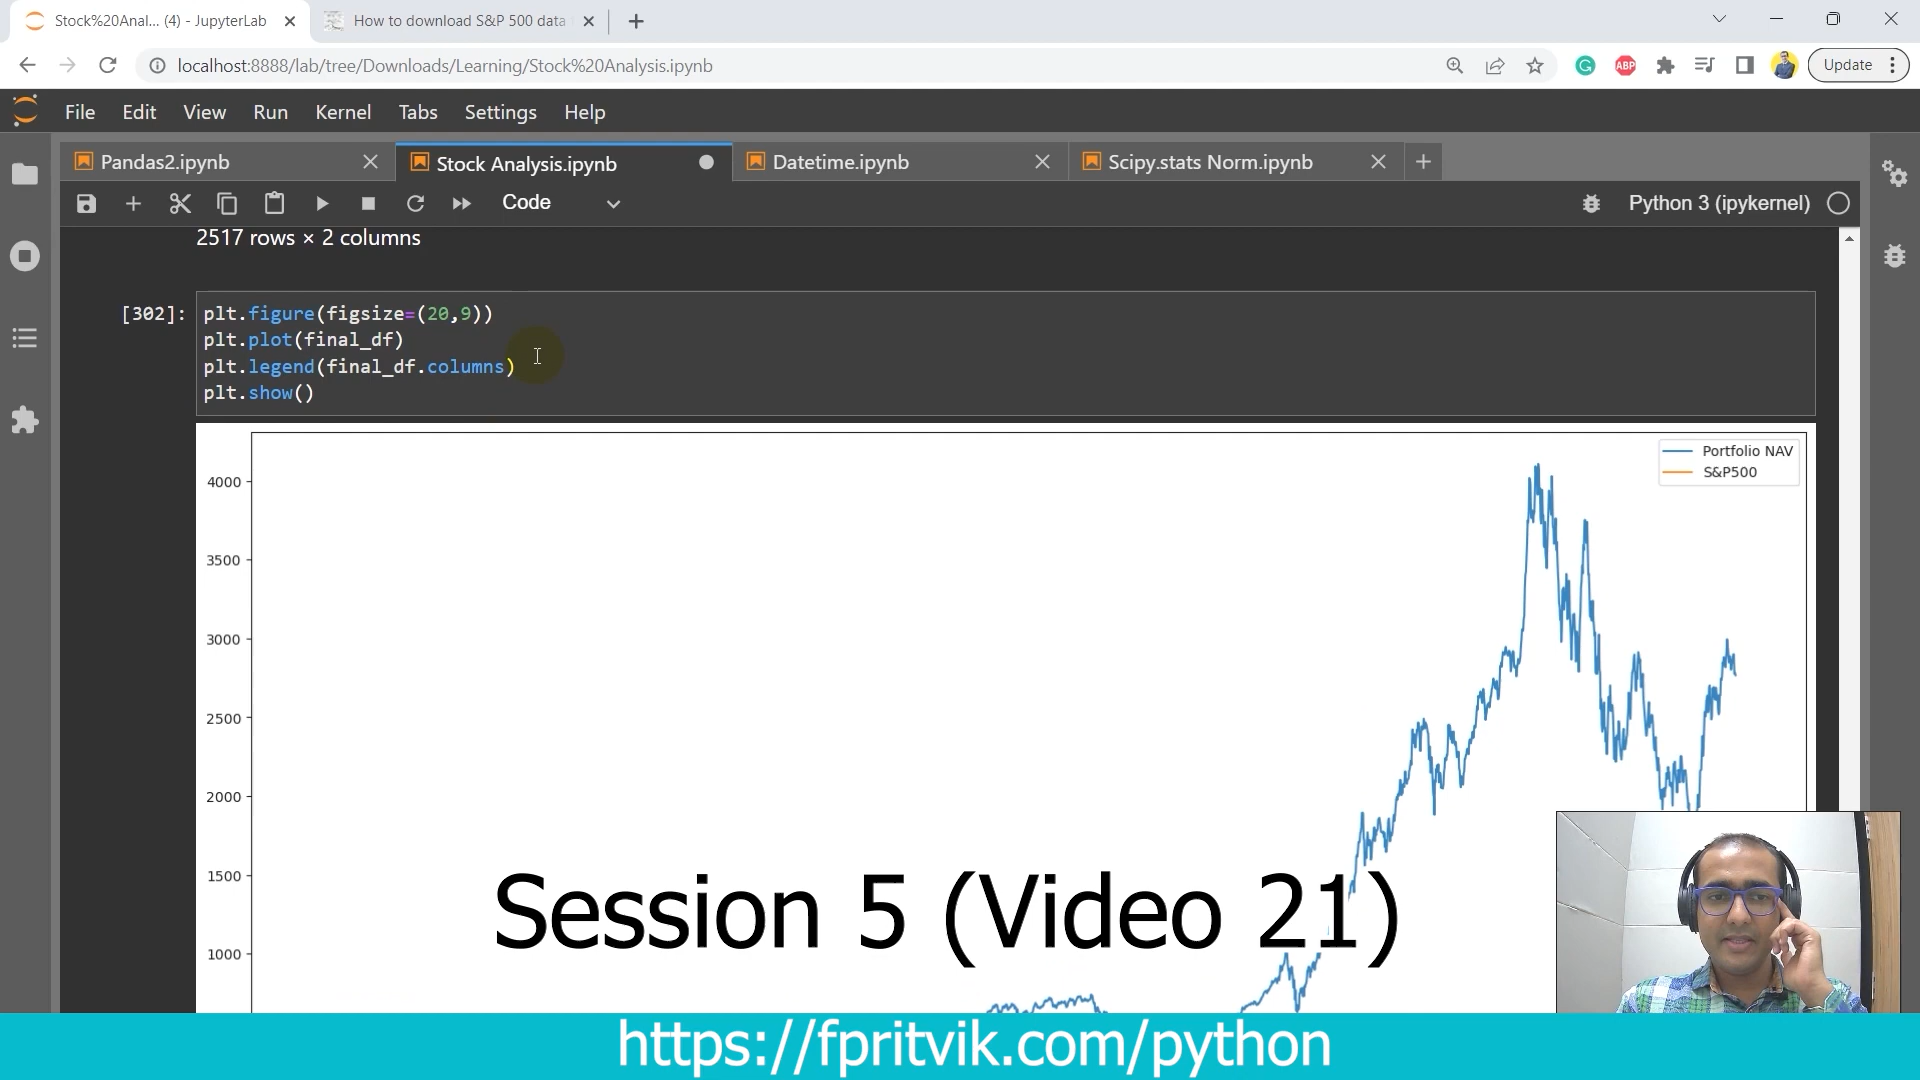 Stock%20Anal... (4) - JupyterLab
How to download S&P 500 data
localhost:8888/lab/tree/Downloads/Learning/Stock%20Analysis.ipynb
ABP
Update
File Edit View Run Kernel Tabs Settings Help
Pandas2.ipynb
Stock Analysis.ipynb
Datetime.ipynb
Scipy.stats Norm.ipynb
Code
Python 3 (ipykernel)
2517 rows × 2 columns
[302]:
plt.figure(figsize=(20,9))
plt.plot(final_df)
plt.legend(final_df.columns)
plt.show()
Portfolio NAV
S&P500
4000
3500
3000
2500
2000
1500
1000
Session 5 (Video 21)
https://fpritvik.com/python